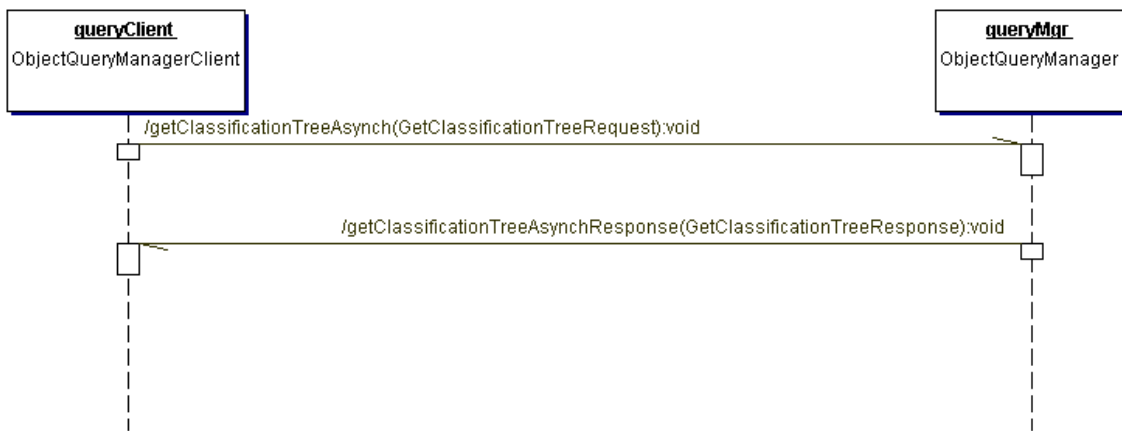 queryClient
ObjectQueryManagerClient
queryMgr
ObjectQueryManager
/getClassificationTreeAsynch(GetClassificationTreeRequest):void
/getClassificationTreeAsynchResponse(GetClassificationTreeResponse):void